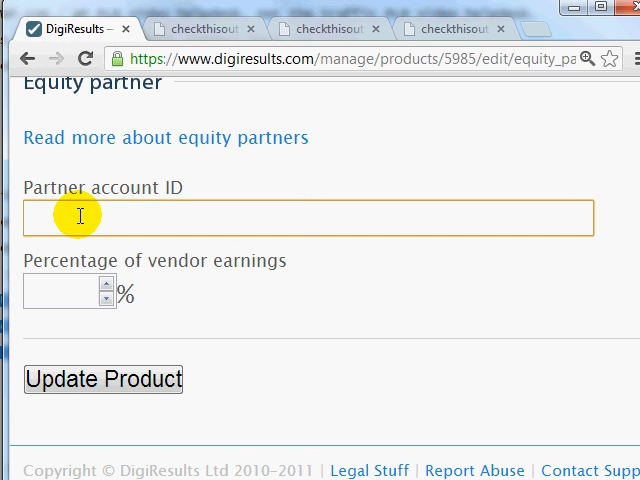 DigiResults –
checkthisout
checkthisout
checkthisout
https://www.digiresults.com/manage/products/5985/edit/equity_pa
Equity partner
Read more about equity partners
Partner account ID
Percentage of vendor earnings
%
Update Product
Copyright © DigiResults Ltd 2010-2011 | Legal Stuff | Report Abuse | Contact Supp